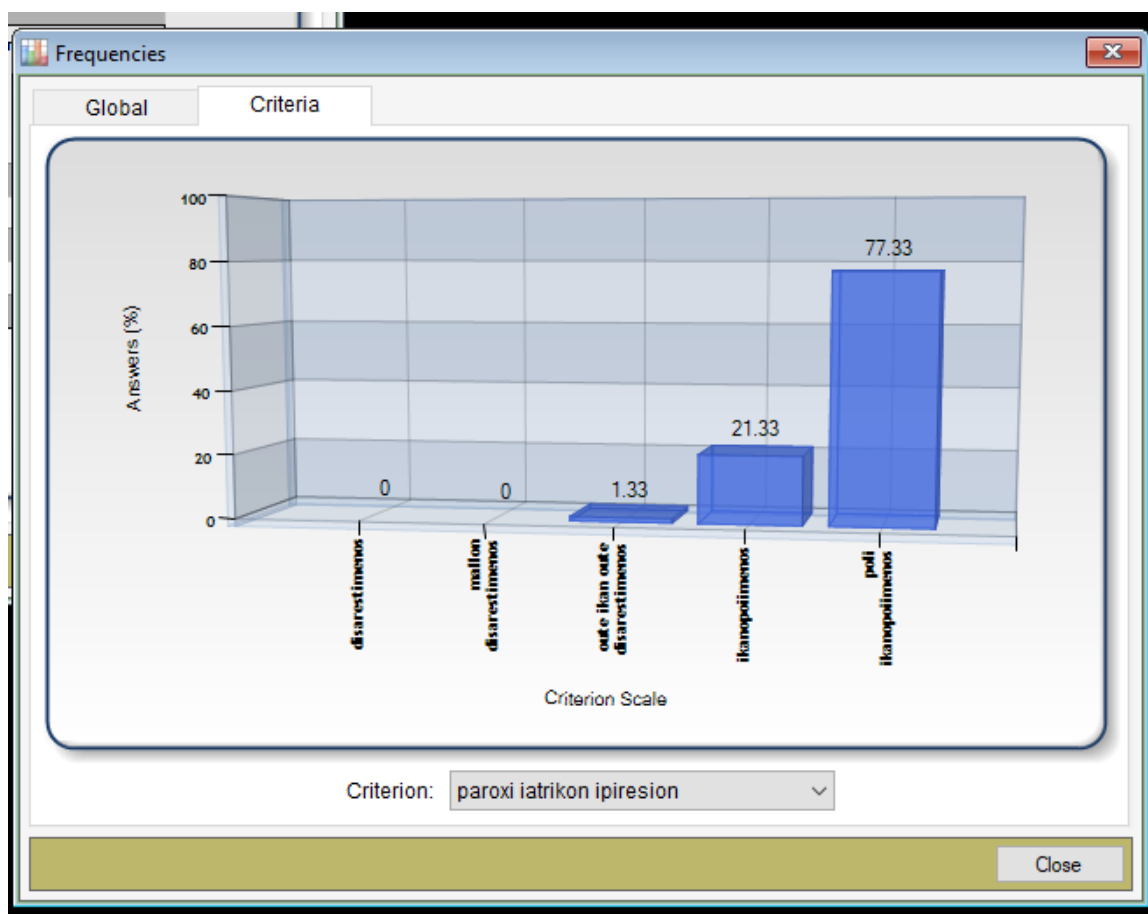 Frequencies
Global
Criteria
Answers (%)
100
80
60
40
20
0
0
0
1.33
21.33
77.33
disarestimenos
mallon
disarestimenos
oute ikan oute
disarestimenos
ikanopoiimenos
poli
ikanopoiimenos
Criterion Scale
Criterion:
paroxi iatrikon ipiresion
Close